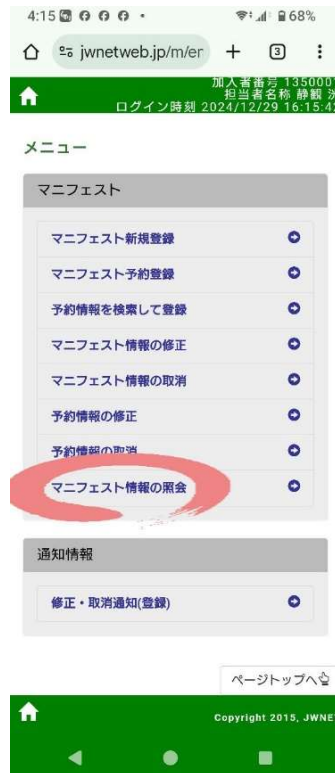 4:15 68%
jwnetweb.jp/m/er 3
加入者番号 135000
担当者名称 静観
ログイン時刻 2024/12/29 16:15:42
メニュー
マニフェスト
マニフェスト新規登録
マニフェスト予約登録
予約情報を検索して登録
マニフェスト情報の修正
マニフェスト情報の取消
予約情報の修正
予約情報の取消
マニフェスト情報の照会
通知情報
修正・取消通知(登録)
ページトップへ
Copyright 2015, JWNE